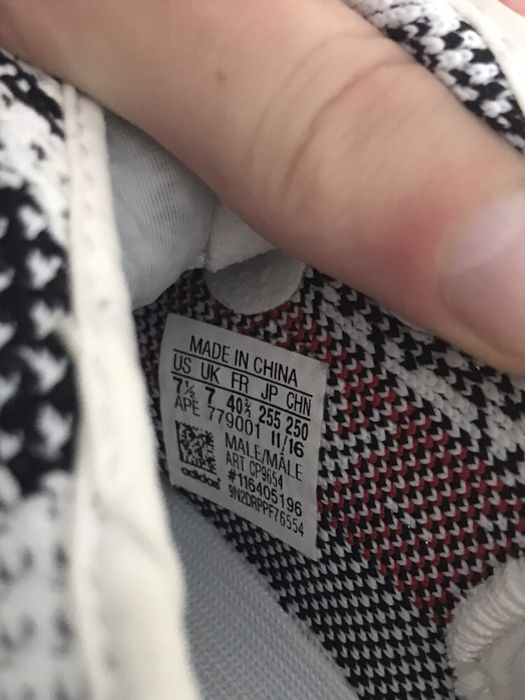 MADE IN CHINA
US UK FR JP CHN
7½ 7 40⅔ 255 250
APE 779001 11/16
MALE/MALE
ART CP9654
#116405196
9N2DRPPF76554
adidas